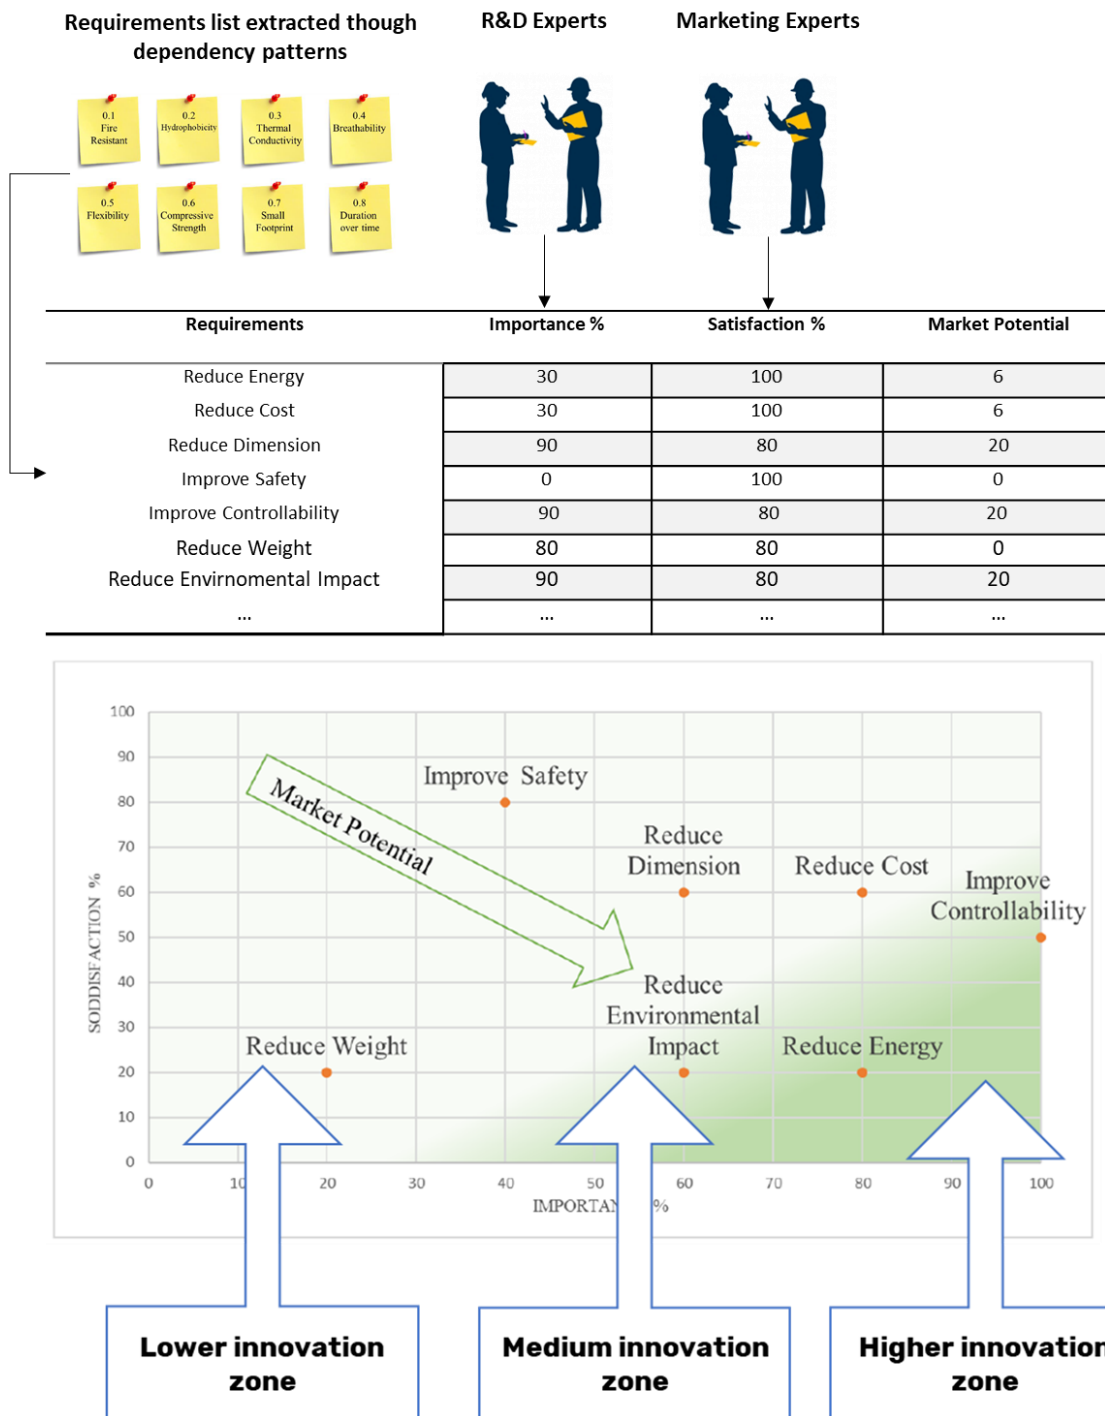 Requirements list extracted though
dependency patterns
R&D Experts
Marketing Experts
0.1
Fire
Resistant
0.2
Hydrophobicity
0.3
Thermal
Conductivity
0.4
Breathability
0.5
Flexibility
0.6
Compressive
Strength
0.7
Small
Footprint
0.8
Duration
over time
Requirements Importance % Satisfaction % Market Potential
Reduce Energy 30 100 6
Reduce Cost 30 100 6
Reduce Dimension 90 80 20
Improve Safety 0 100 0
Improve Controllability 90 80 20
Reduce Weight 80 80 0
Reduce Envirnomental Impact 90 80 20
... ... ... ...
100
90
80
70
60
50
40
30
20
10
0
SODDISFACTION %
Market Potential
Improve Safety
Reduce
Dimension
Reduce Cost
Improve
Controllability
Reduce
Environmental
Impact
Reduce Weight
Reduce Energy
0 10 20 30 40 50 60 70 80 90 100
IMPORTAN %
Lower innovation
zone
Medium innovation
zone
Higher innovation
zone